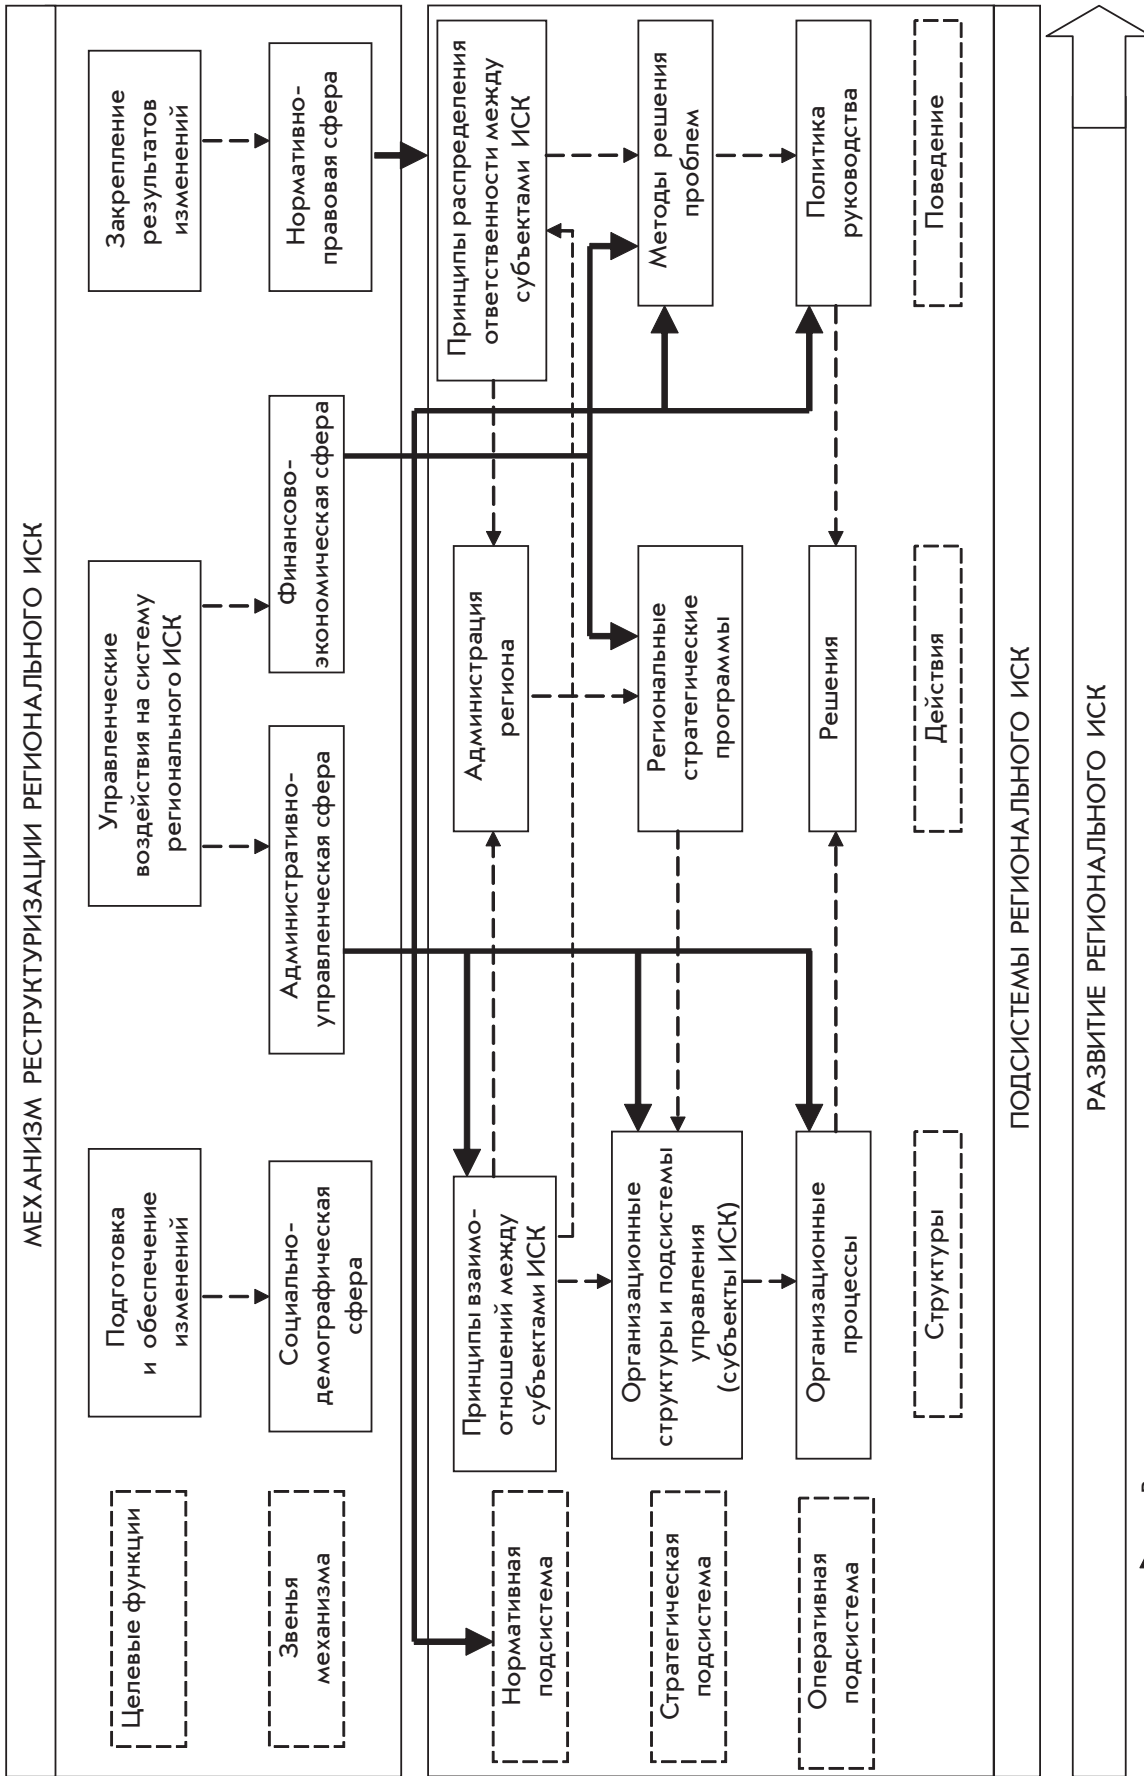 МЕХАНИЗМ РЕСТРУКТУРИЗАЦИИ РЕГИОНАЛЬНОГО ИСК
Целевые функции
Подготовка
и обеспечение
изменений
Управленческие
воздействия на систему
регионального ИСК
Закрепление
результатов
изменений
Звенья
механизма
Социально-
демографическая
сфера
Административно-
управленческая сфера
финансово-
экономическая сфера
Нормативно-
правовая сфера
Нормативная
подсистема
Принципы взаимо-
отношений между
субъектами ИСК
Администрация
региона
Принципы распределения
ответственности между
субъектами ИСК
Стратегическая
подсистема
Организационные
структуры и подсистемы
управления
(субъекты ИСК)
Региональные
стратегические
программы
Методы решения
проблем
Оперативная
подсистема
Организационные
процессы
Решения
Политика
руководства
Структуры
Действия
Поведение
ПОДСИСТЕМЫ РЕГИОНАЛЬНОГО ИСК
РАЗВИТИЕ РЕГИОНАЛЬНОГО ИСК